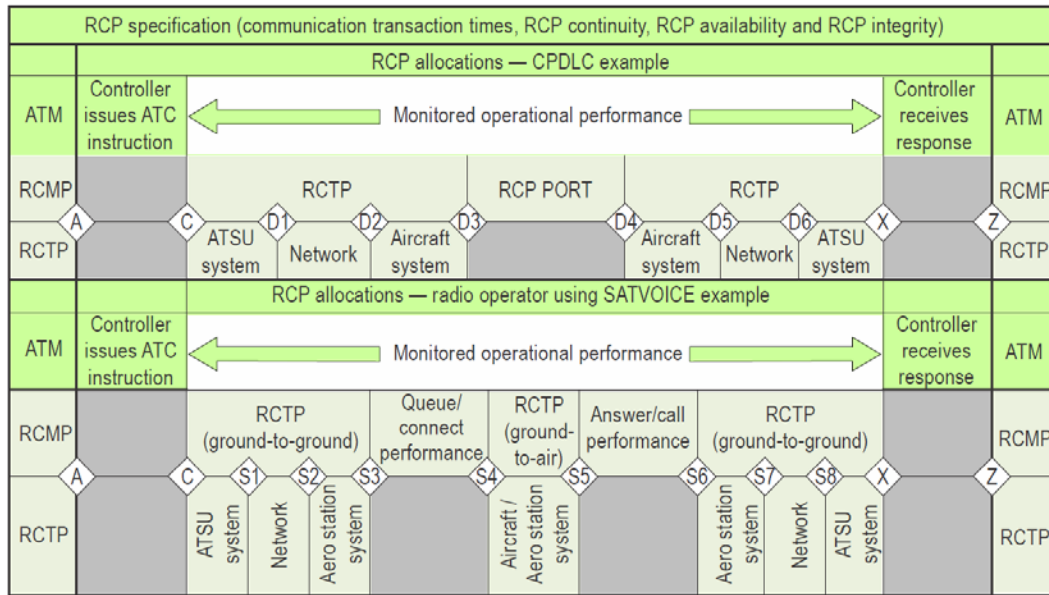 RCP specification (communication transaction times, RCP continuity, RCP availability and RCP integrity)
RCP allocations — CPDLC example
ATM
Controller
issues ATC
instruction
Monitored operational performance
Controller
receives
response
ATM
RCMP
RCTP
RCP PORT
RCTP
RCMP
A
C
D1
D2
D3
D4
D5
D6
X
Z
RCTP
ATSU
system
Network
Aircraft
system
Aircraft
system
Network
ATSU
system
RCTP
RCP allocations — radio operator using SATVOICE example
ATM
Controller
issues ATC
instruction
Monitored operational performance
Controller
receives
response
ATM
RCMP
RCTP
(ground-to-ground)
Queue/
connect
performance
RCTP
(ground-
to-air)
Answer/call
performance
RCTP
(ground-to-ground)
RCMP
A
C
S1
S2
S3
S4
S5
S6
S7
S8
X
Z
RCTP
ATSU
system
Network
Aero station
system
Aircraft /
Aero station
system
Aero station
system
Network
ATSU
system
RCTP